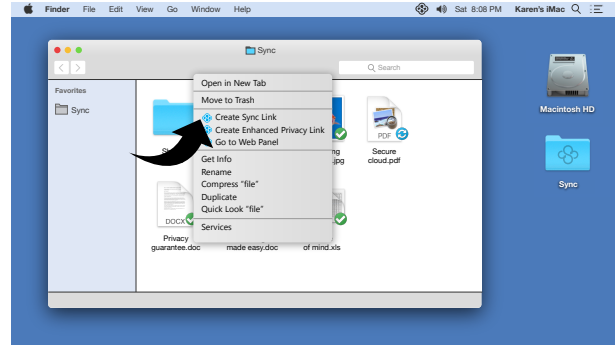 Finder File Edit View Go Window Help Sat 8:08 PM Karen's iMac
Sync
Search
Favorites
Sync
Open in New Tab
Move to Trash
Create Sync Link
Create Enhanced Privacy Link
Go to Web Panel
Get Info
Rename
Compress "file"
Duplicate
Quick Look "file"
Services
PDF
Secure
cloud.pdf
.jpg
DOCX
Privacy
guarantee.doc
made easy.doc
of mind.xls
Macintosh HD
Sync